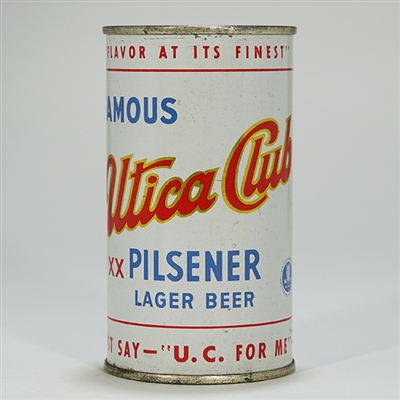 FLAVOR AT ITS FINEST"
AMOUS
Utica Club
XX PILSENER
LAGER BEER
T SAY—"U.C. FOR ME"